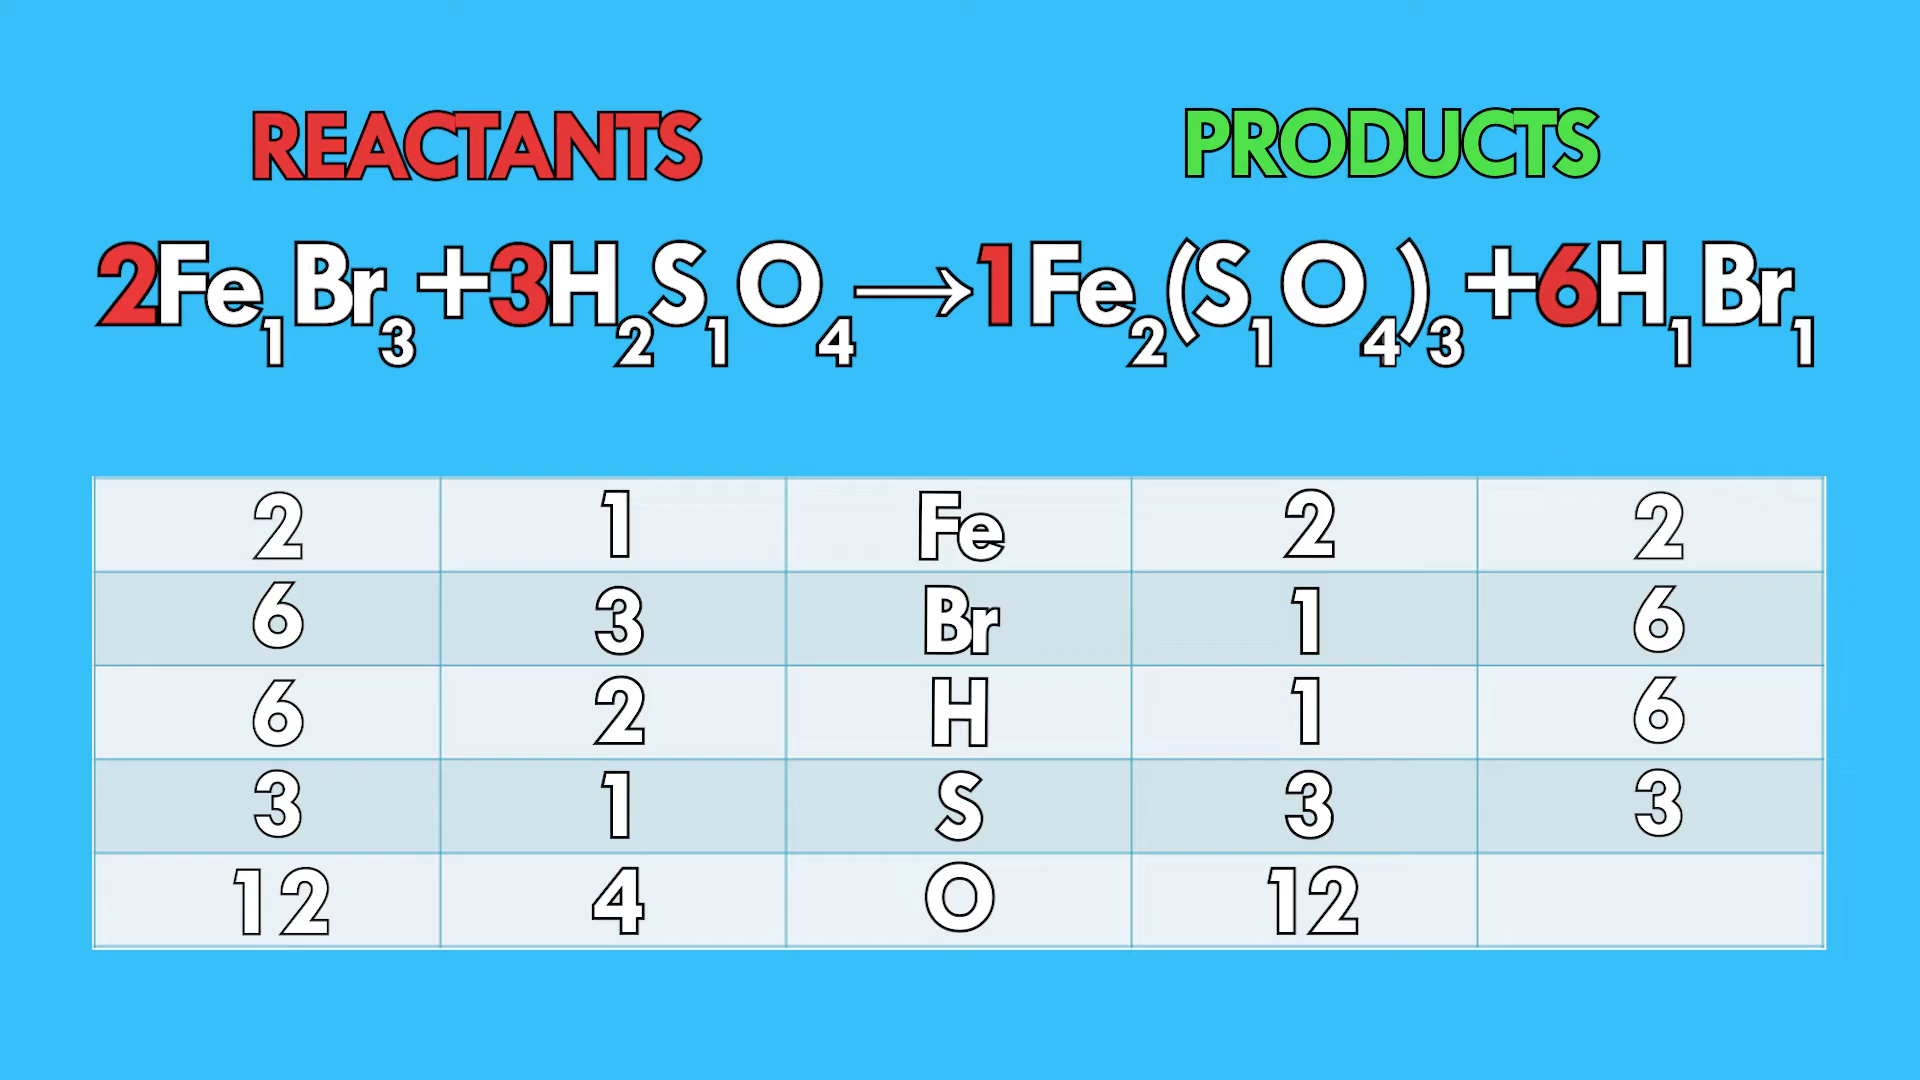 REACTANTS PRODUCTS
2Fe₁Br₃+3H₂S₁O₄→1Fe₂(S₁O₄)₃+6H₁Br₁
2 1 Fe 2 2
6 3 Br 1 6
6 2 H 1 6
3 1 S 3 3
12 4 O 12